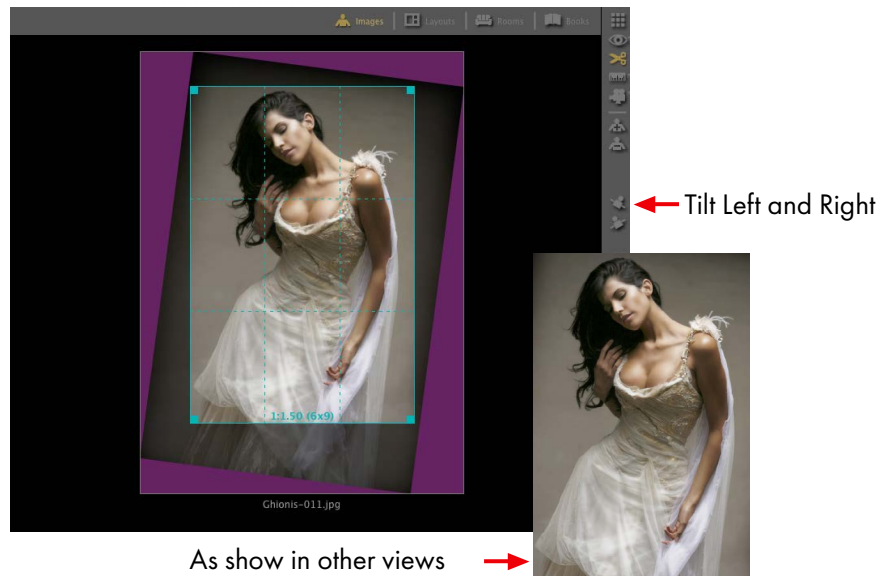 Images Layouts Rooms Books
Tilt Left and Right
1:1.50 (6x9)
Ghionis-011.jpg
As show in other views